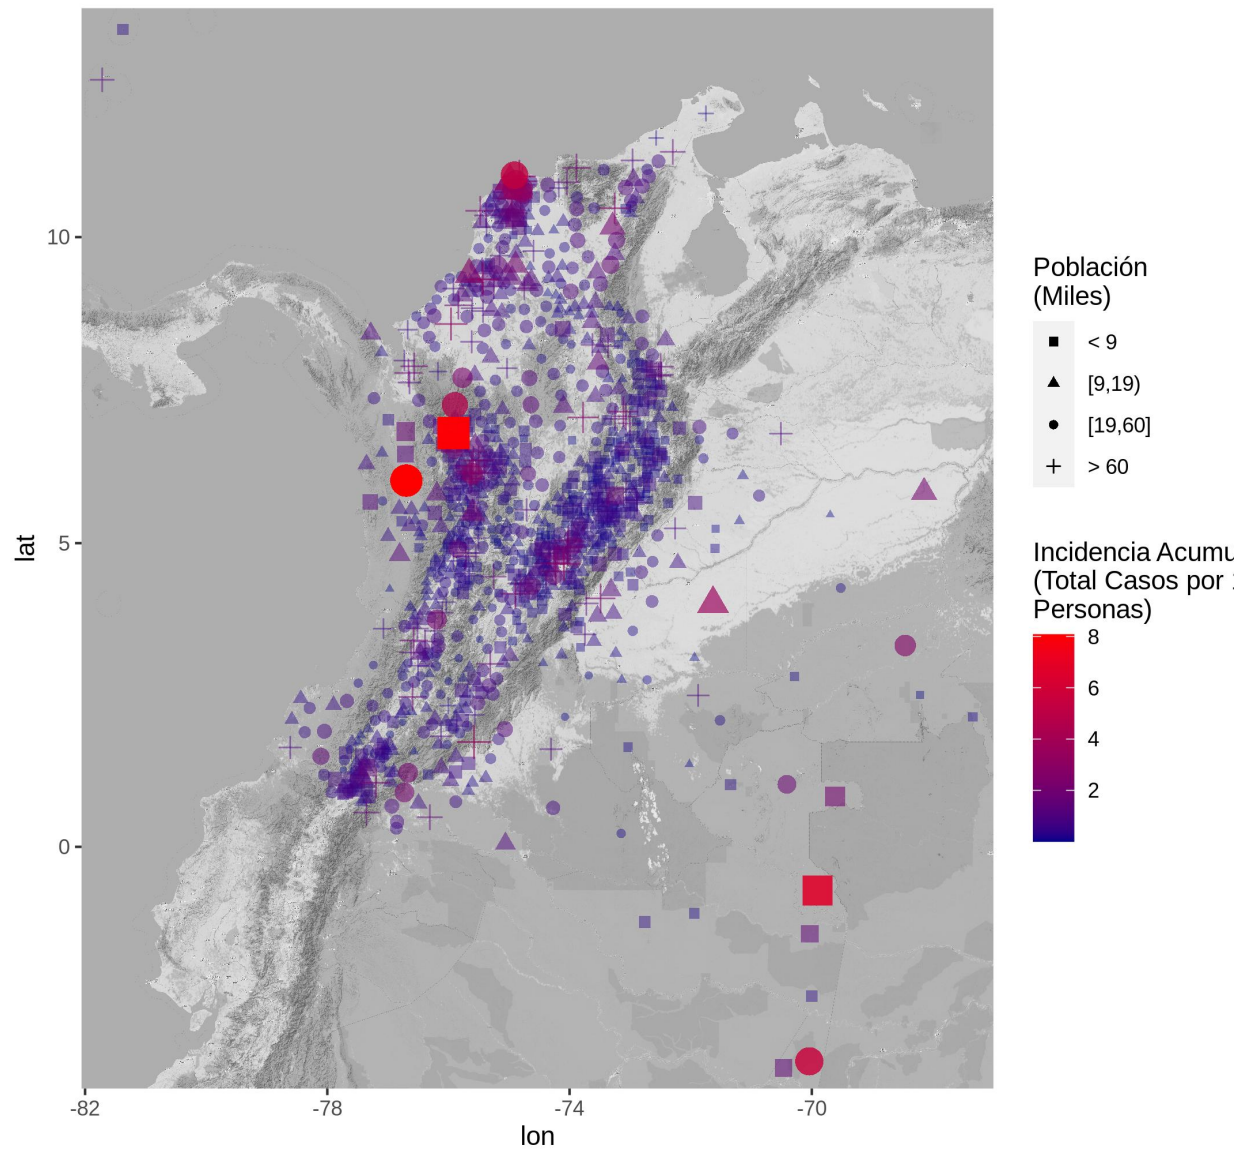 10
5
0
lat
-82
-78
-74
-70
lon
Población
(Miles)
< 9
[9,19)
[19,60]
> 60
Incidencia Acumu
(Total Casos por
Personas)
8
6
4
2